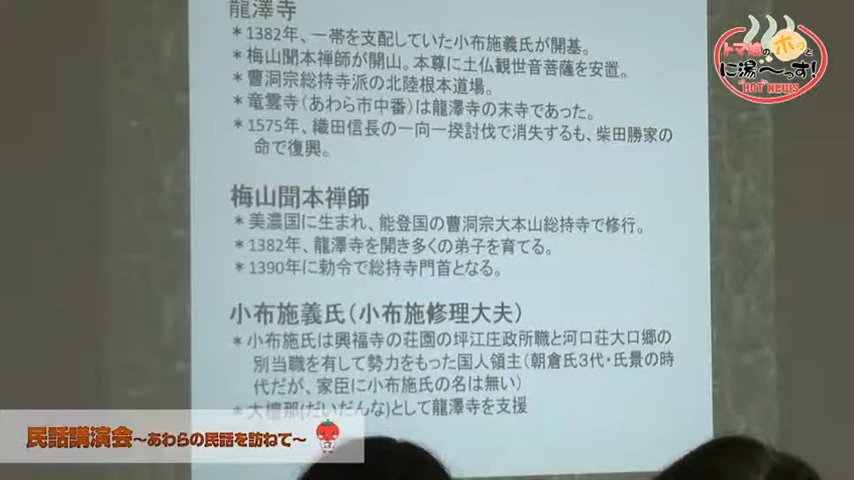 龍澤寺
＊1382年、一帯を支配していた小布施義氏が開基。
＊梅山聞本禅師が開山。本尊に土仏観世音菩薩を安置。
＊曹洞宗総持寺派の北陸根本道場。
＊竜雲寺（あわら市中番）は龍澤寺の末寺であった。
＊1575年、織田信長の一向一揆討伐で消失するも、柴田勝家の
命で復興。
梅山聞本禅師
＊美濃国に生まれ、能登国の曹洞宗大本山総持寺で修行。
＊1382年、龍澤寺を開き多くの弟子を育てる。
＊1390年に勅令で総持寺門首となる。
小布施義氏（小布施修理大夫）
＊小布施氏は興福寺の荘園の坪江庄政所職と河口荘大口郷の
別当職を有して勢力をもった国人領主（朝倉氏3代・氏景の時
代だが、家臣に小布施氏の名は無い）
＊大檀那（だいだんな）として龍澤寺を支援
民話講演会～あわらの民話を訪ねて～
トマ娘のホッと
に湯～っす！
"HOT" NEWS